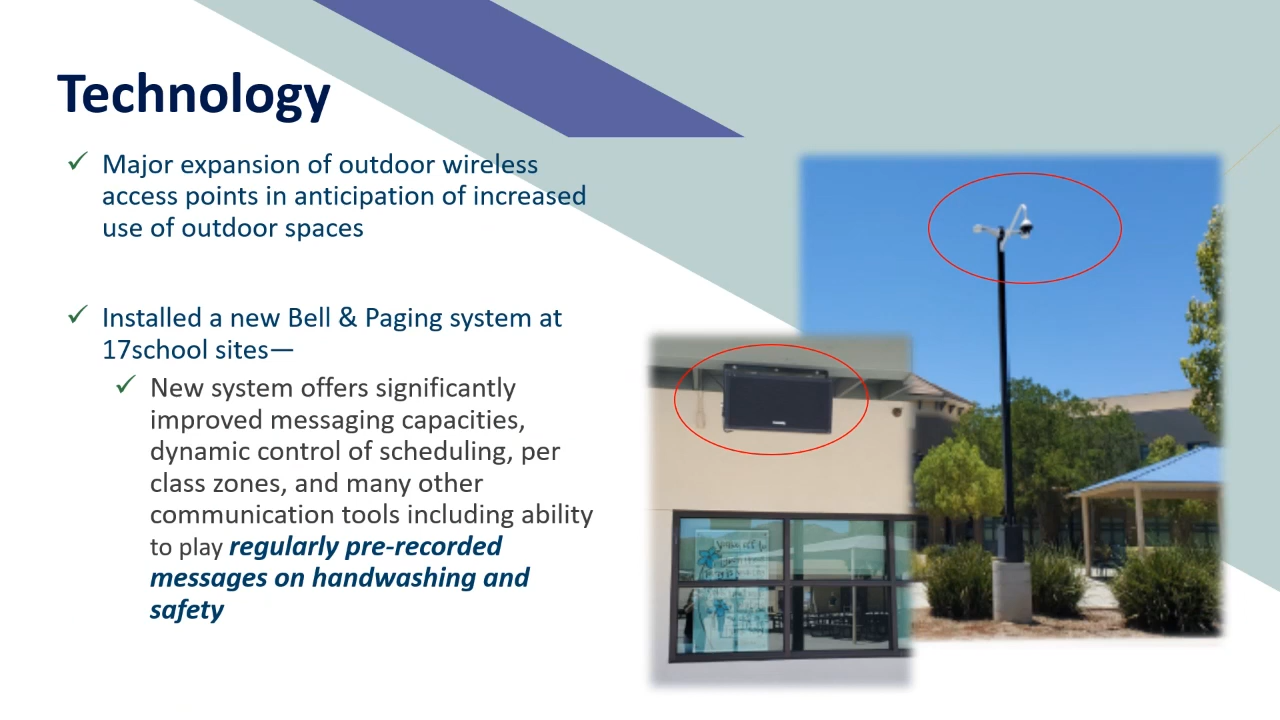 Technology
Major expansion of outdoor wireless
access points in anticipation of increased
use of outdoor spaces
Installed a new Bell & Paging system at
17school sites—
New system offers significantly
improved messaging capacities,
dynamic control of scheduling, per
class zones, and many other
communication tools including ability
to play regularly pre-recorded
messages on handwashing and
safety